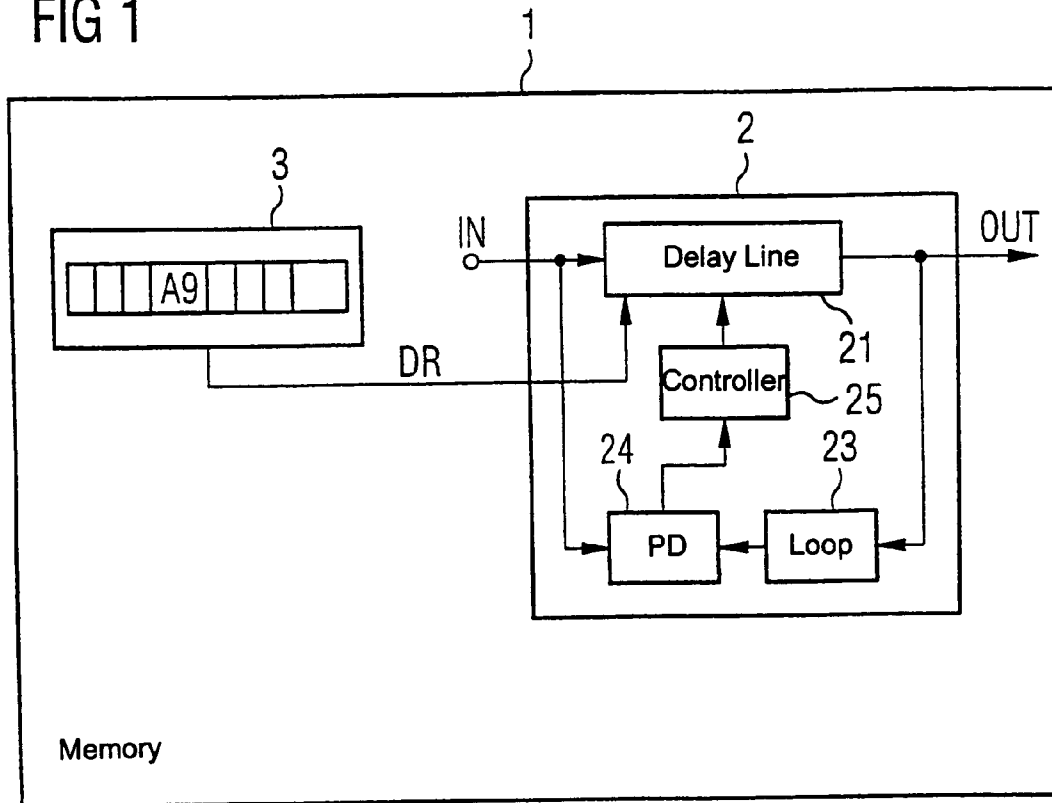 FIG 1
1
2
3
IN
OUT
Delay Line
A9
21
DR
Controller
25
24
23
PD
Loop
Memory